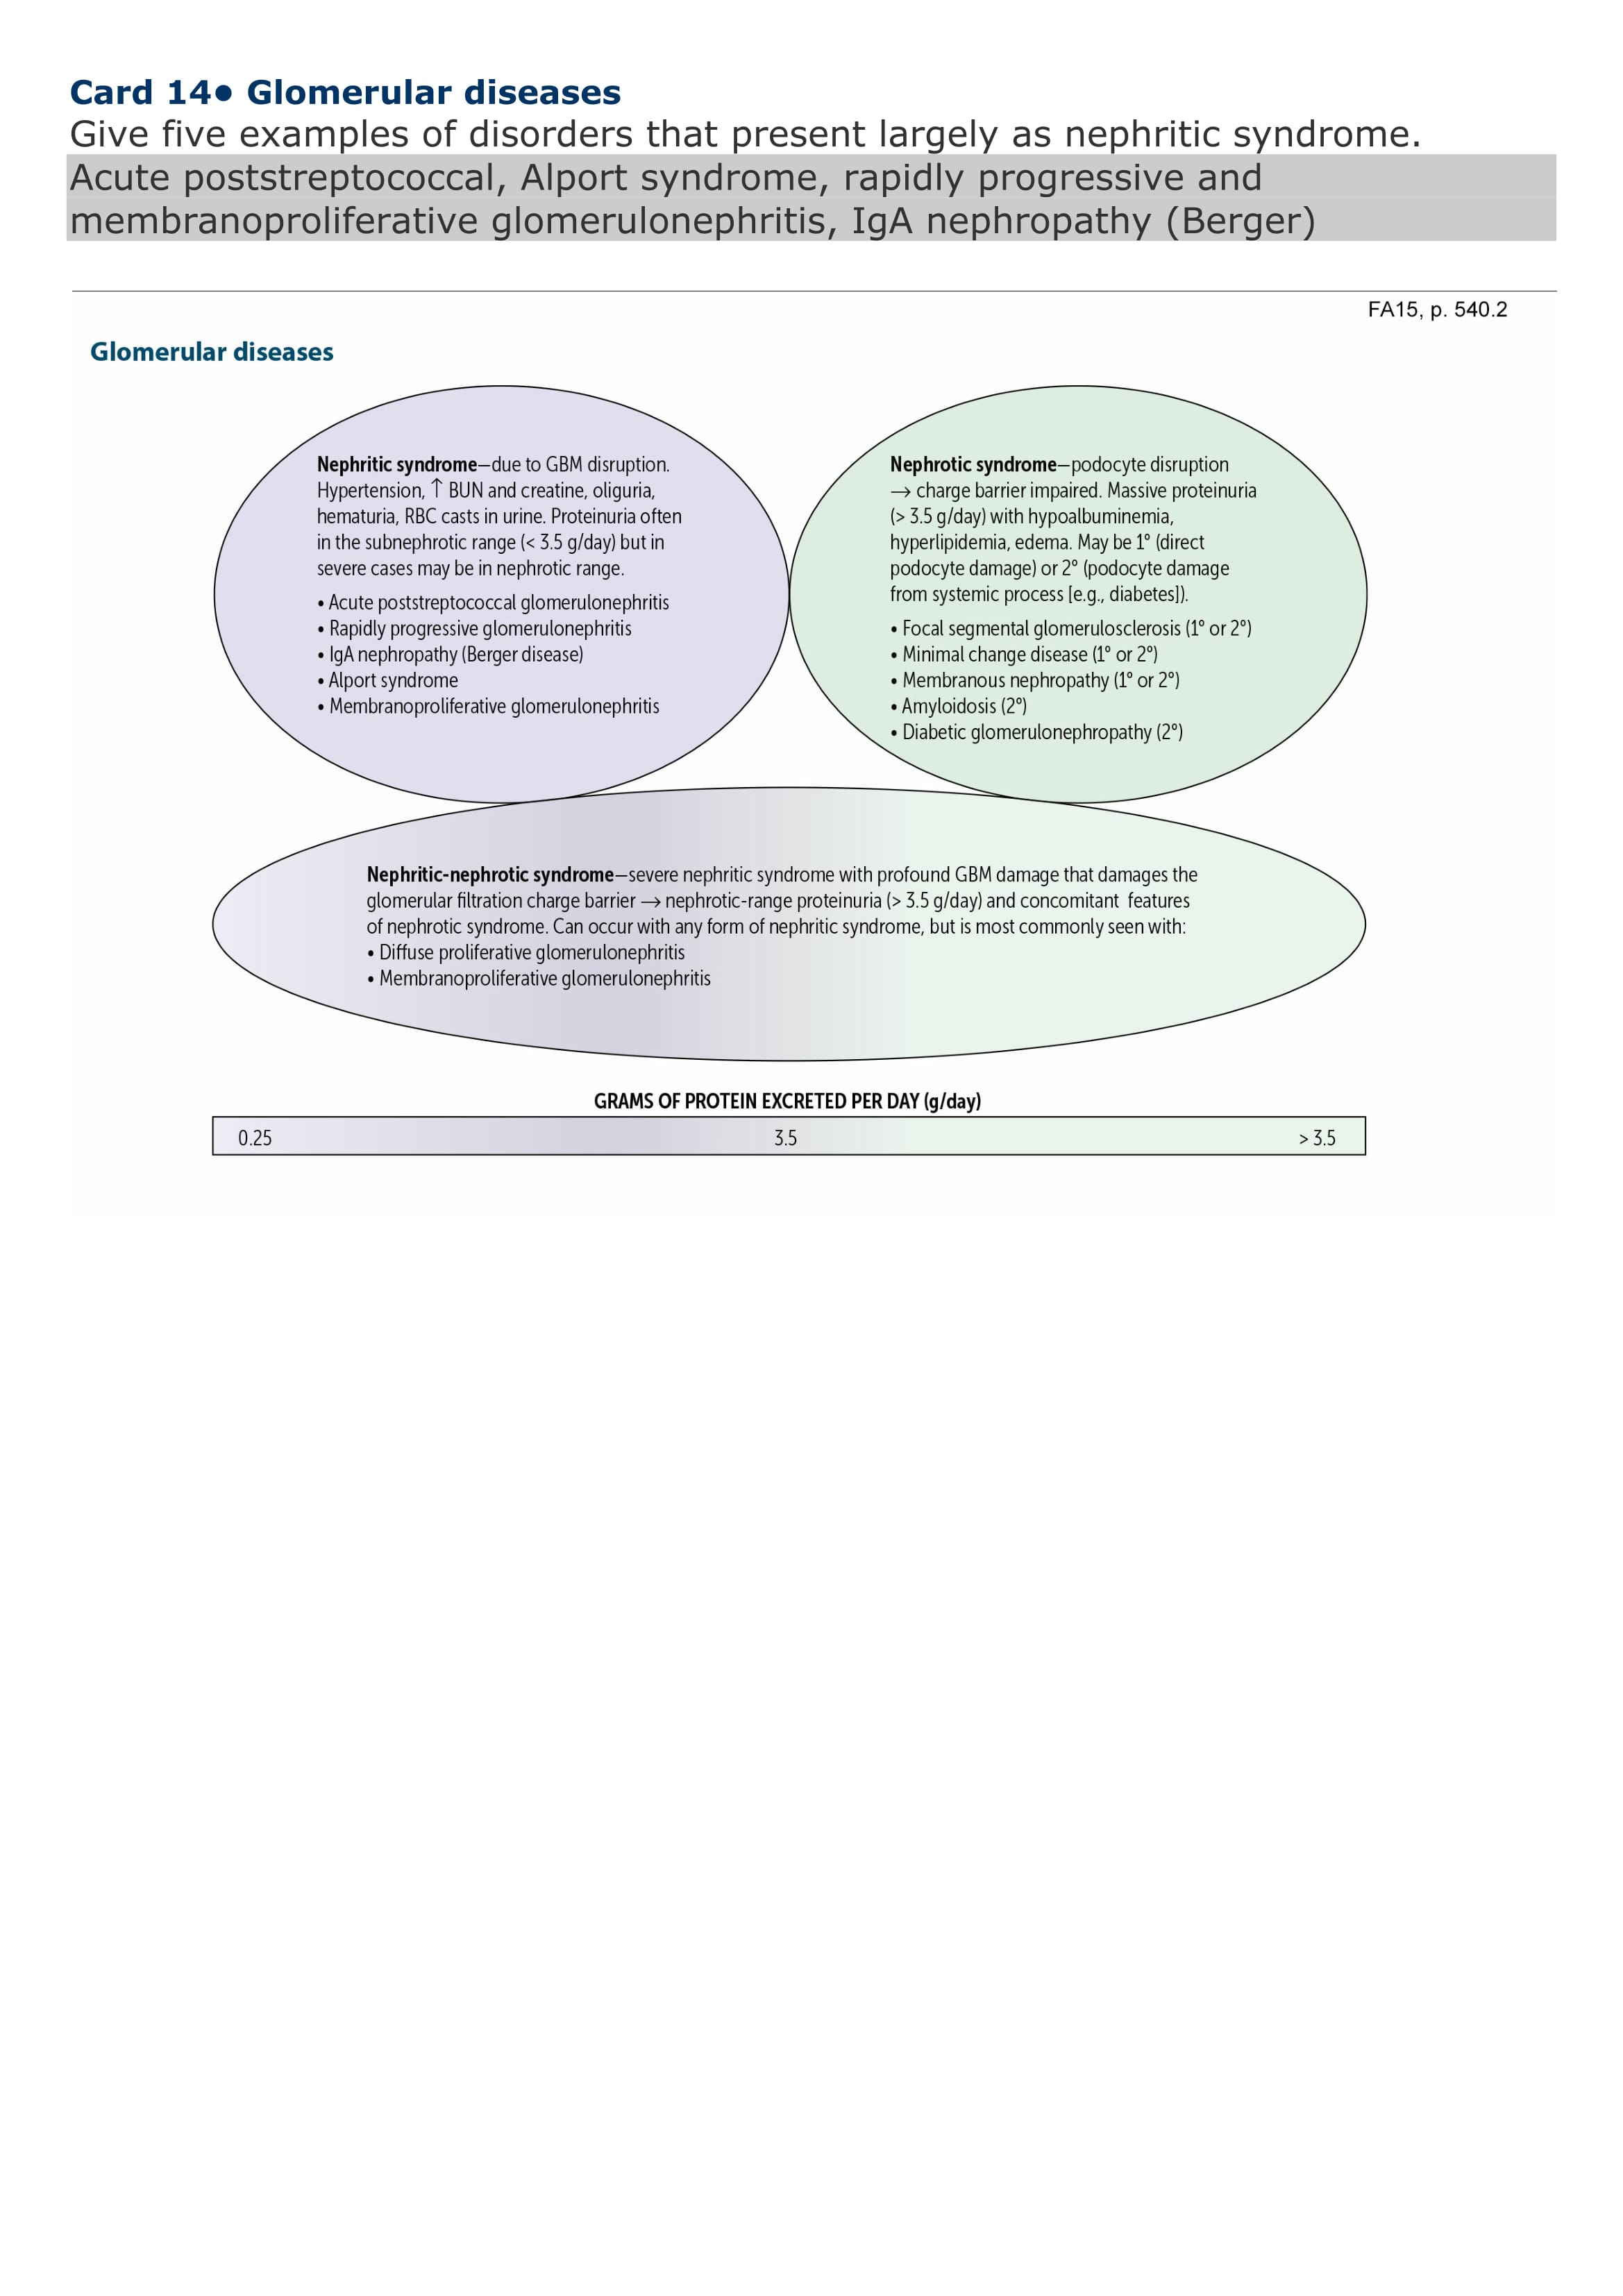 Card 14• Glomerular diseases
Give five examples of disorders that present largely as nephritic syndrome.
Acute poststreptococcal, Alport syndrome, rapidly progressive and
membranoproliferative glomerulonephritis, IgA nephropathy (Berger)
FA15, p. 540.2
Glomerular diseases
Nephritic syndrome—due to GBM disruption.
Hypertension, ↑ BUN and creatine, oliguria,
hematuria, RBC casts in urine. Proteinuria often
in the subnephrotic range (< 3.5 g/day) but in
severe cases may be in nephrotic range.
• Acute poststreptococcal glomerulonephritis
• Rapidly progressive glomerulonephritis
• IgA nephropathy (Berger disease)
• Alport syndrome
• Membranoproliferative glomerulonephritis
Nephrotic syndrome—podocyte disruption
→ charge barrier impaired. Massive proteinuria
(> 3.5 g/day) with hypoalbuminemia,
hyperlipidemia, edema. May be 1° (direct
podocyte damage) or 2° (podocyte damage
from systemic process [e.g., diabetes]).
• Focal segmental glomerulosclerosis (1° or 2°)
• Minimal change disease (1° or 2°)
• Membranous nephropathy (1° or 2°)
• Amyloidosis (2°)
• Diabetic glomerulonephropathy (2°)
Nephritic-nephrotic syndrome—severe nephritic syndrome with profound GBM damage that damages the
glomerular filtration charge barrier → nephrotic-range proteinuria (> 3.5 g/day) and concomitant features
of nephrotic syndrome. Can occur with any form of nephritic syndrome, but is most commonly seen with:
• Diffuse proliferative glomerulonephritis
• Membranoproliferative glomerulonephritis
GRAMS OF PROTEIN EXCRETED PER DAY (g/day)
0.25 3.5 > 3.5